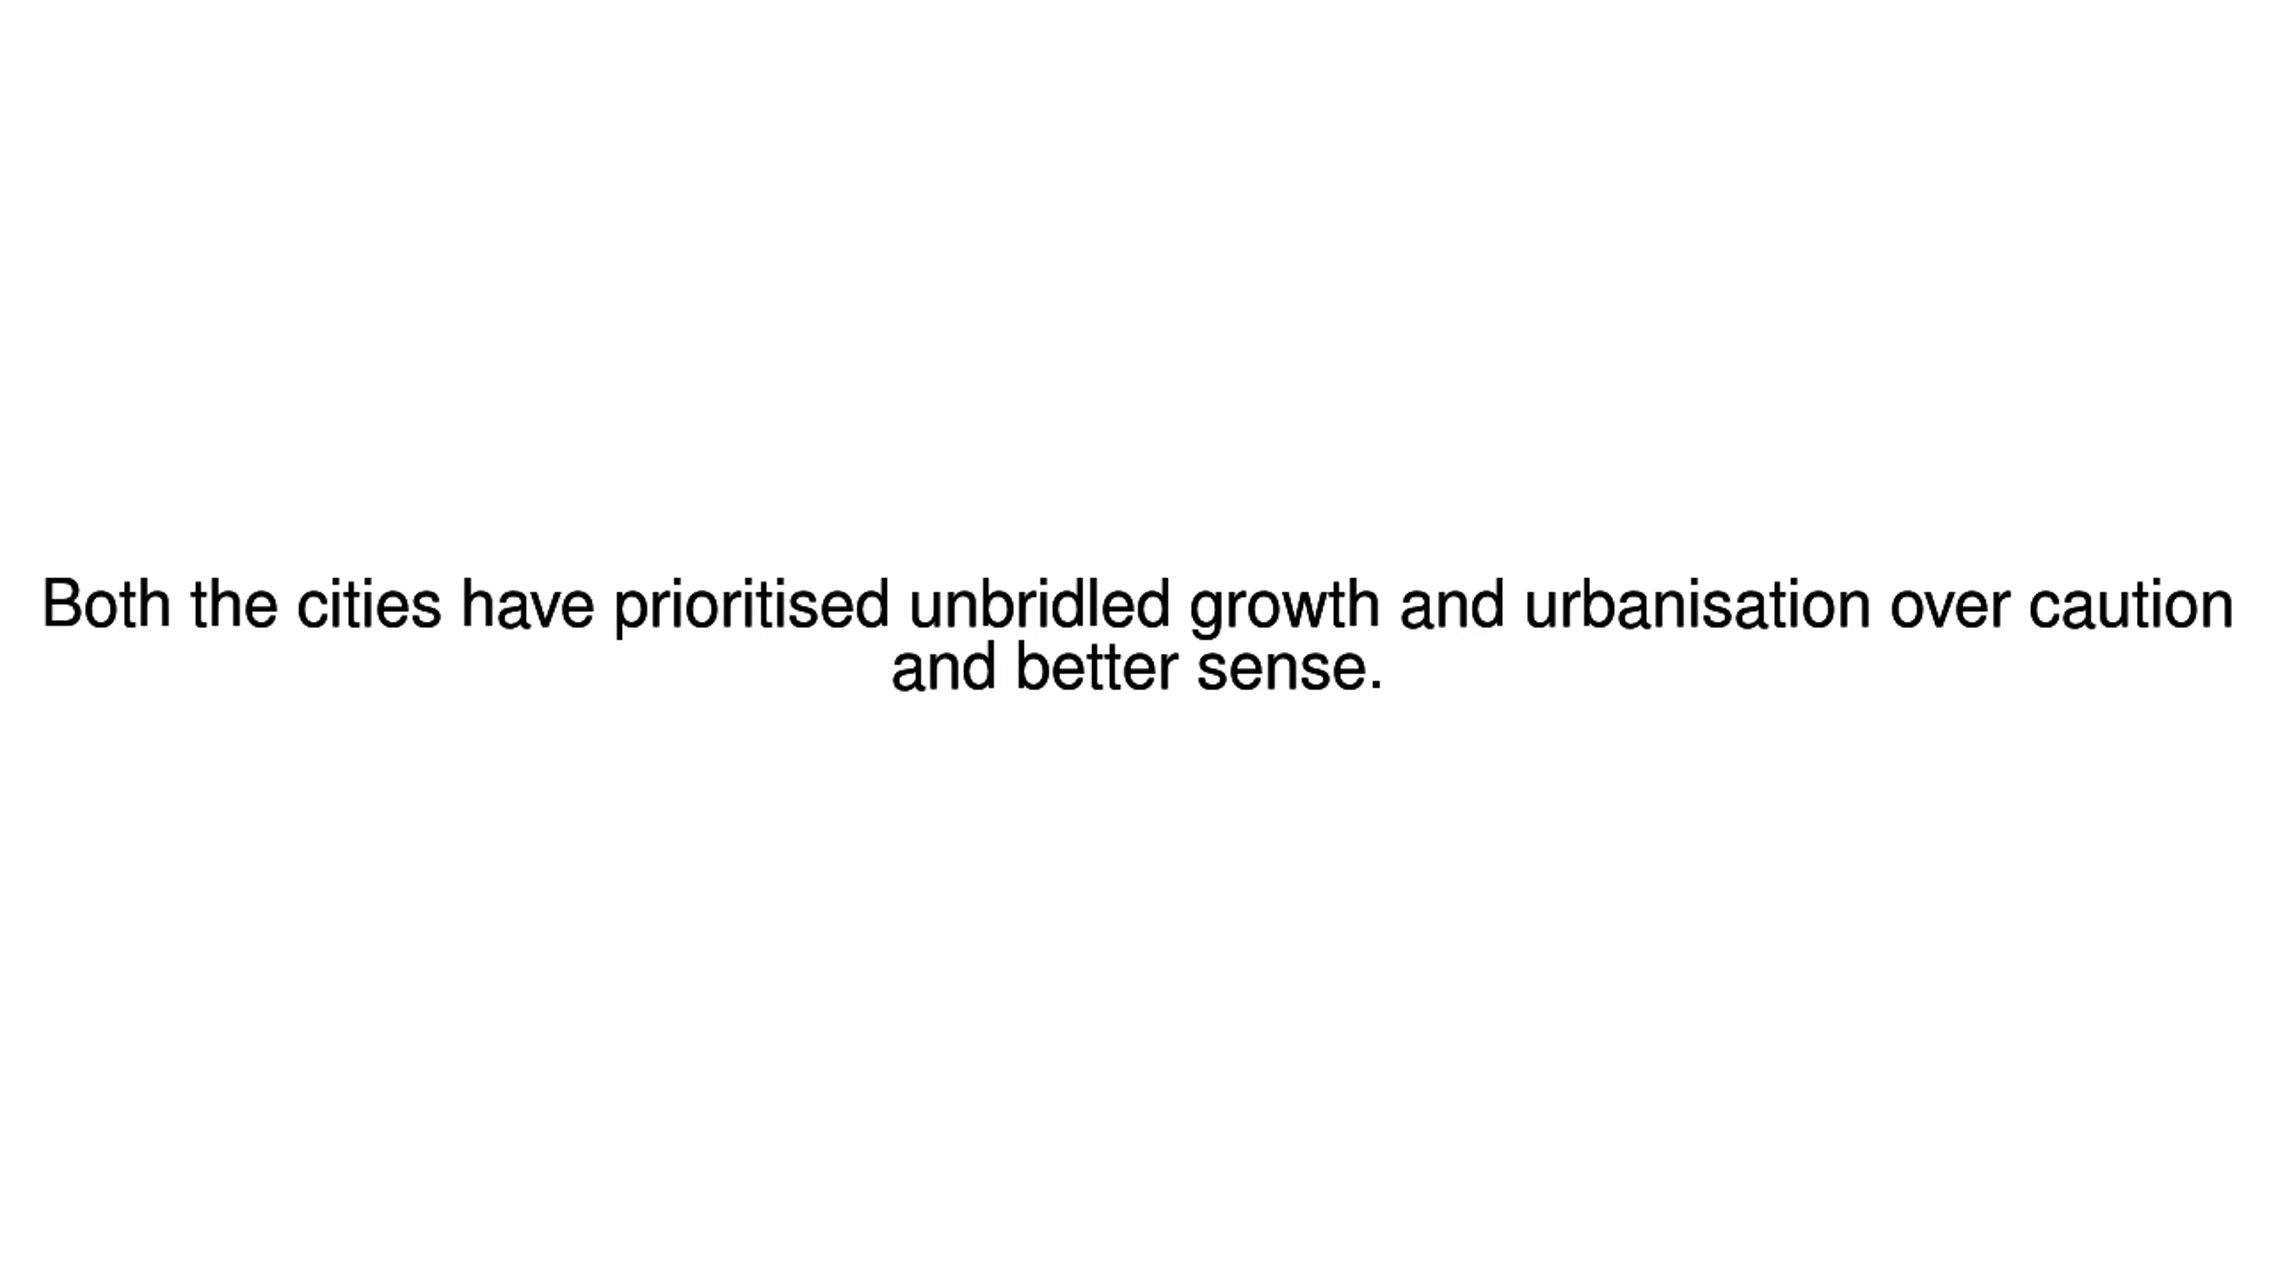 Both the cities have prioritised unbridled growth and urbanisation over caution
and better sense.